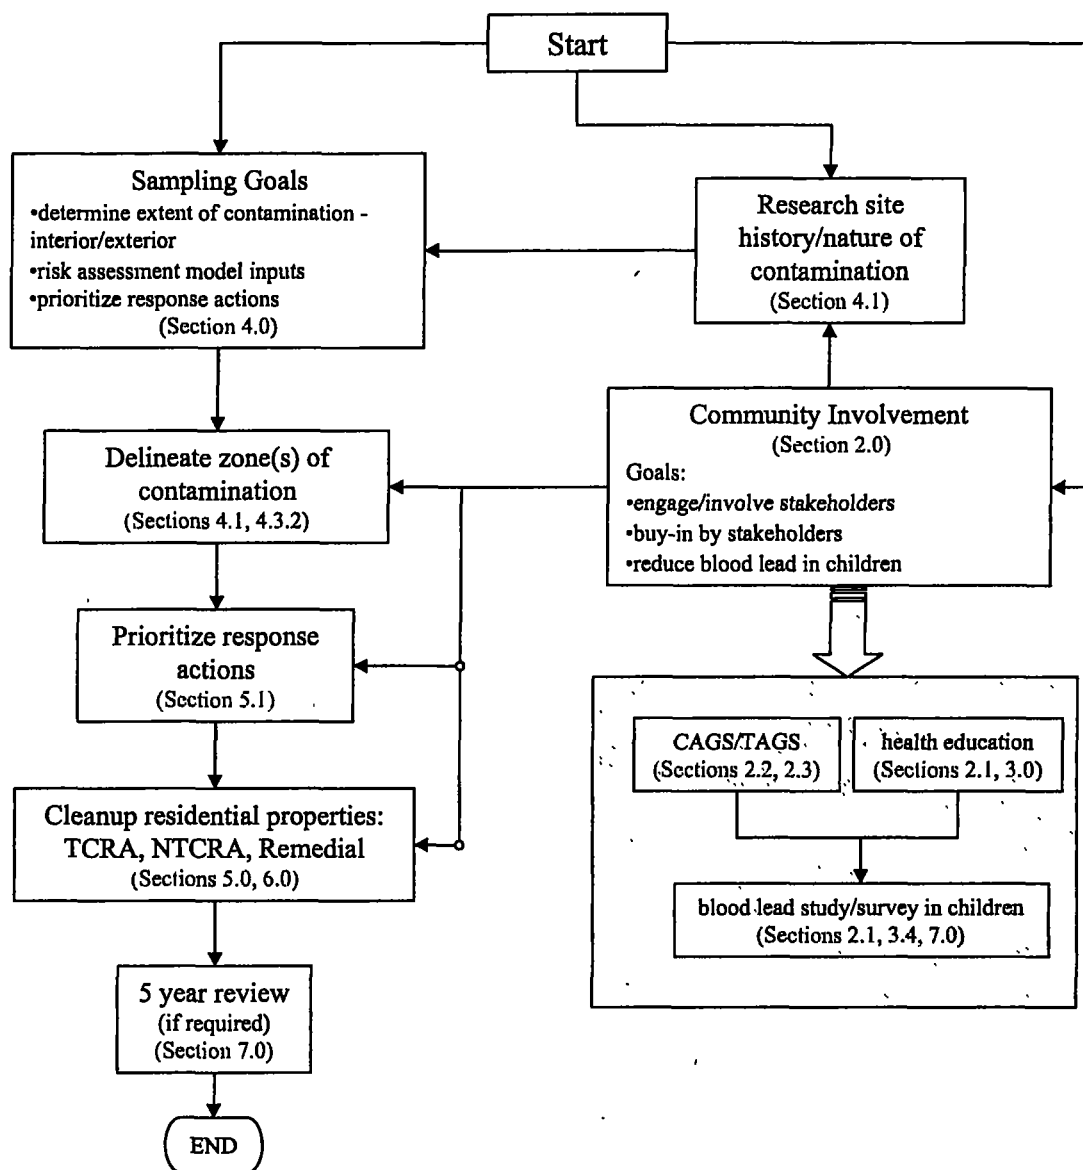 Start
Sampling Goals
•determine extent of contamination -
interior/exterior
•risk assessment model inputs
•prioritize response actions
(Section 4.0)
Research site
history/nature of
contamination
(Section 4.1)
Community Involvement
(Section 2.0)
Goals:
•engage/involve stakeholders
•buy-in by stakeholders
•reduce blood lead in children
Delineate zone(s) of
contamination
(Sections 4.1, 4.3.2)
Prioritize response
actions
(Section 5.1)
CAGS/TAGS
(Sections 2.2, 2.3)
health education
(Sections 2.1, 3.0)
Cleanup residential properties:
TCRA, NTCRA, Remedial
(Sections 5.0, 6.0)
blood lead study/survey in children
(Sections 2.1, 3.4, 7.0)
5 year review
(if required)
(Section 7.0)
END